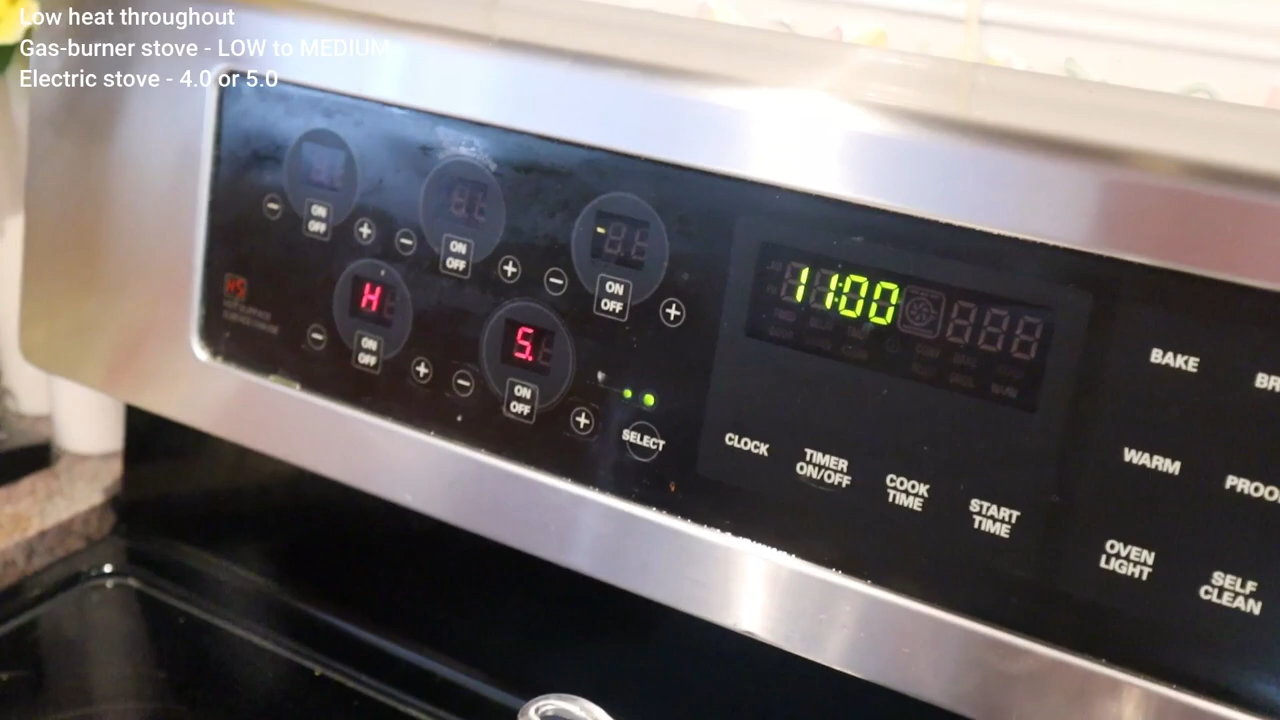 Low heat throughout
Gas-burner stove - LOW to MEDIUM
Electric stove - 4.0 or 5.0
ON
OFF
ON
OFF
ON
OFF
HS
H
ON
OFF
5.
ON
OFF
SELECT
11:00
CLOCK
TIMER
ON/OFF
COOK
TIME
START
TIME
BAKE
WARM
OVEN
LIGHT
SELF
CLEAN